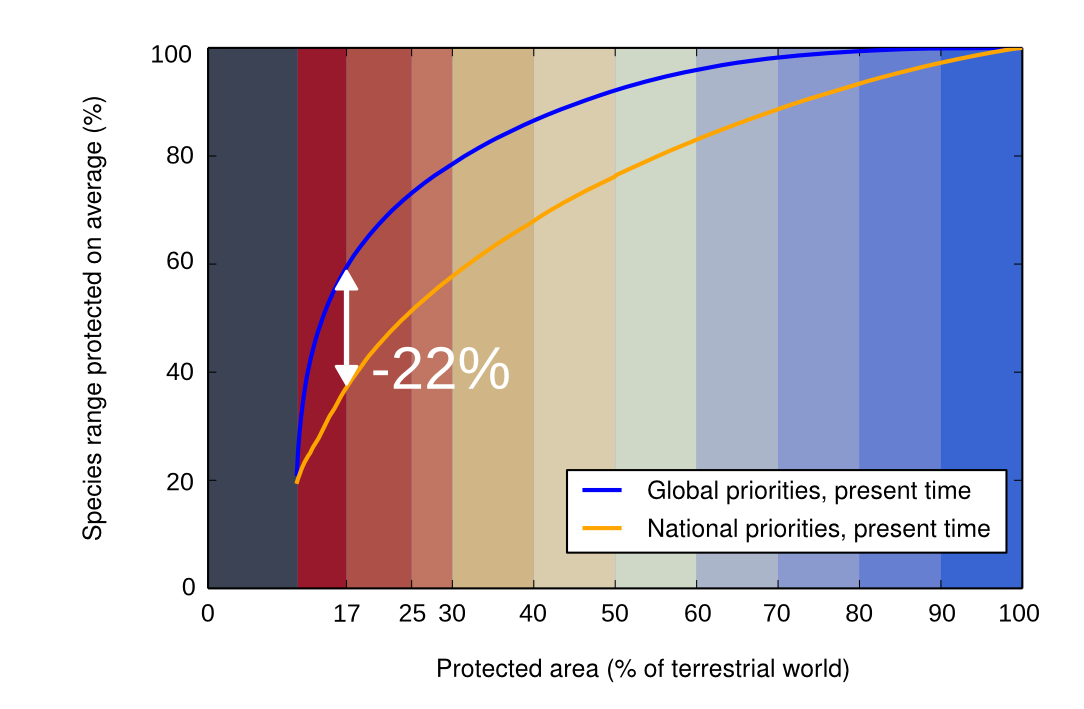 100
80
60
40
20
0
Species range protected on average (%)
-22%
Global priorities, present time
National priorities, present time
0 17 25 30 40 50 60 70 80 90 100
Protected area (% of terrestrial world)